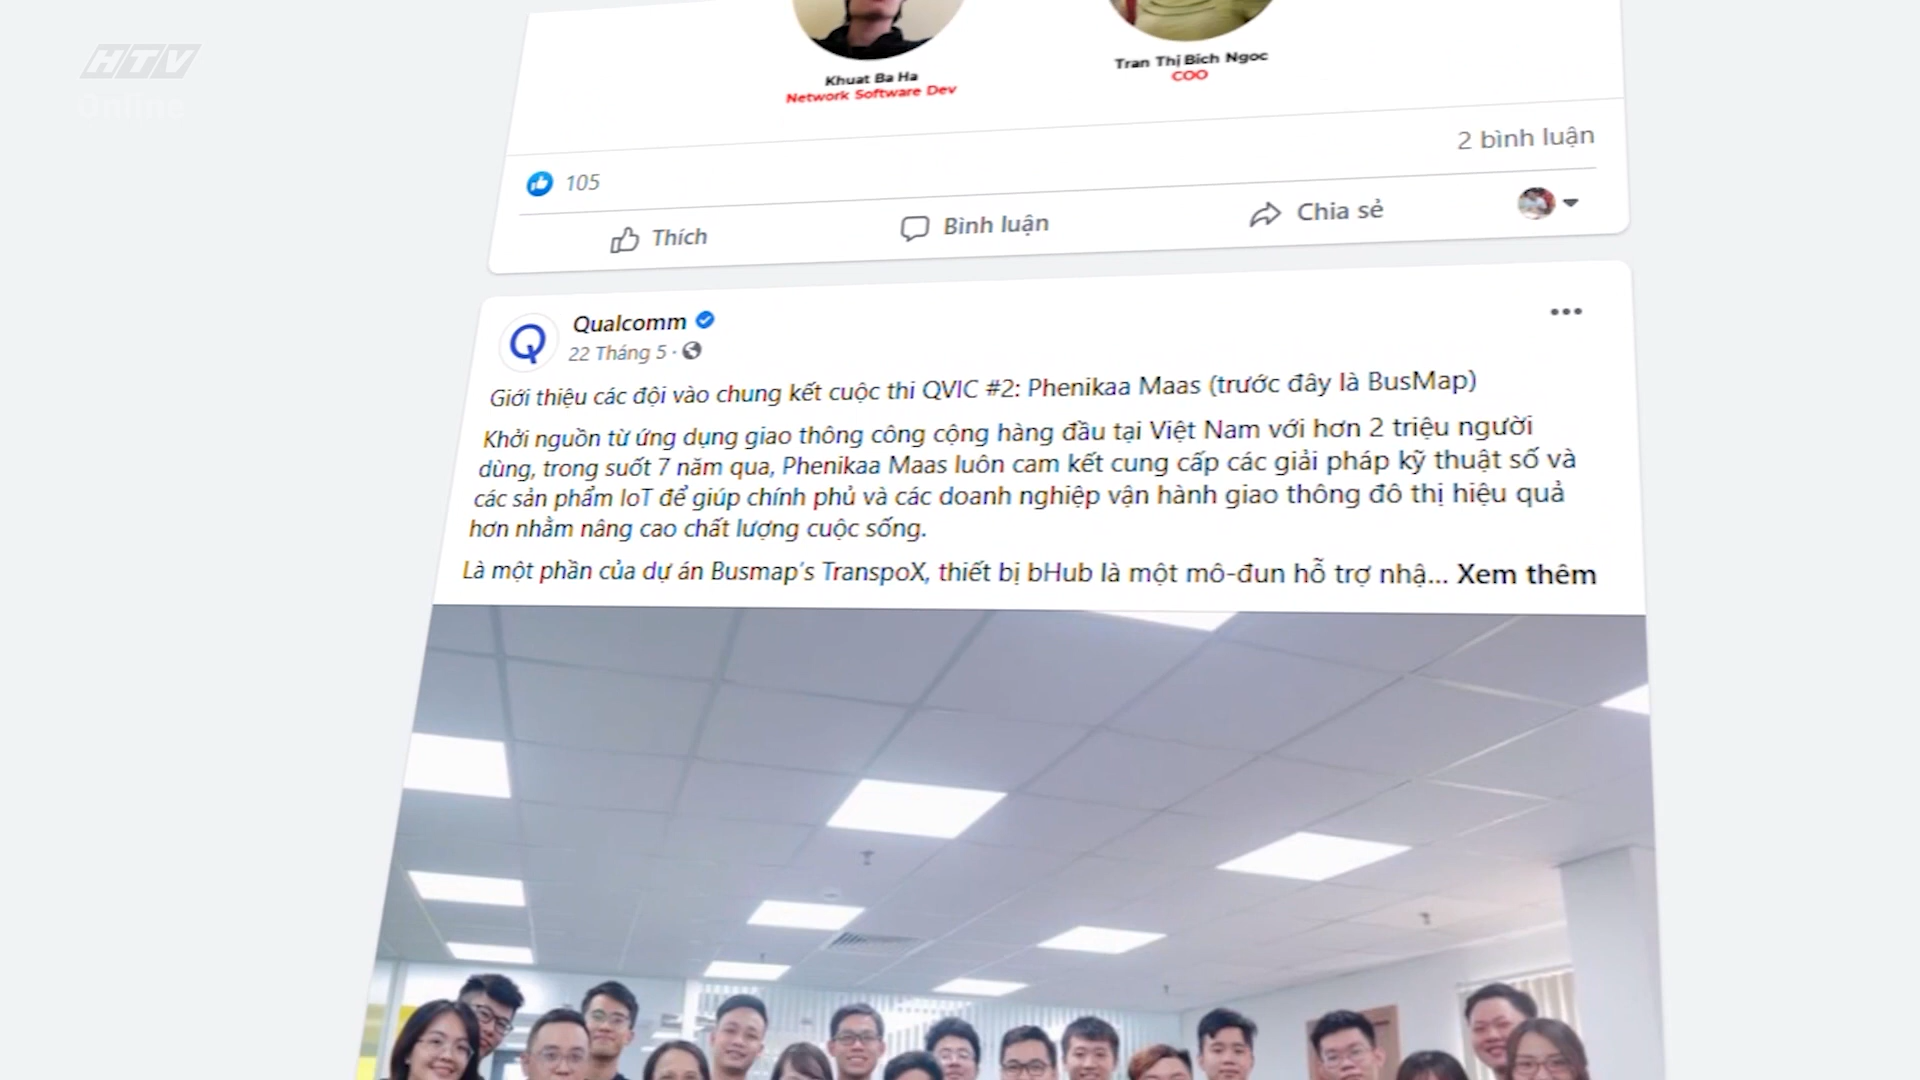 HTV
Online
Khuat Ba Ha
Network Software Dev
Tran Thị Bich Ngoc
COO
2 bình luận
105
Thích
Bình luận
Chia sẻ
Qualcomm
22 Tháng 5 ·
Giới thiệu các đội vào chung kết cuộc thi QVIC #2: Phenikaa Maas (trước đây là BusMap)
Khởi nguồn từ ứng dụng giao thông công cộng hàng đầu tại Việt Nam với hơn 2 triệu người
dùng, trong suốt 7 năm qua, Phenikaa Maas luôn cam kết cung cấp các giải pháp kỹ thuật số và
các sản phẩm IoT để giúp chính phủ và các doanh nghiệp vận hành giao thông đô thị hiệu quả
hơn nhằm nâng cao chất lượng cuộc sống.
Là một phần của dự án Busmap's TranspoX, thiết bị bHub là một mô-đun hỗ trợ nhậ... Xem thêm